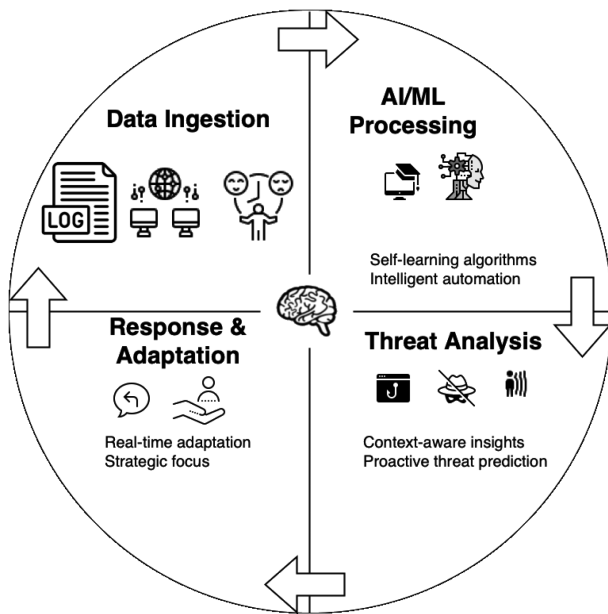 Data Ingestion
LOG
AI/ML
Processing
Self-learning algorithms
Intelligent automation
Response &
Adaptation
Real-time adaptation
Strategic focus
Threat Analysis
Context-aware insights
Proactive threat prediction